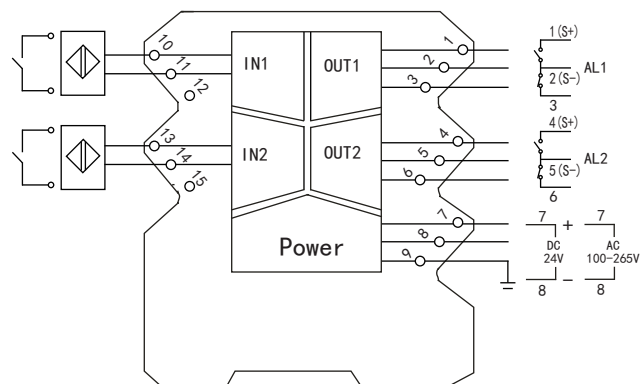 10
11
12
IN1
OUT1
1
2
3
1(S+)
2(S-)
3
AL1
13
14
15
IN2
OUT2
4
5
6
4(S+)
5(S-)
6
AL2
Power
7
8
9
7 + 7
DC
24V
AC
100-265V
8 − 8